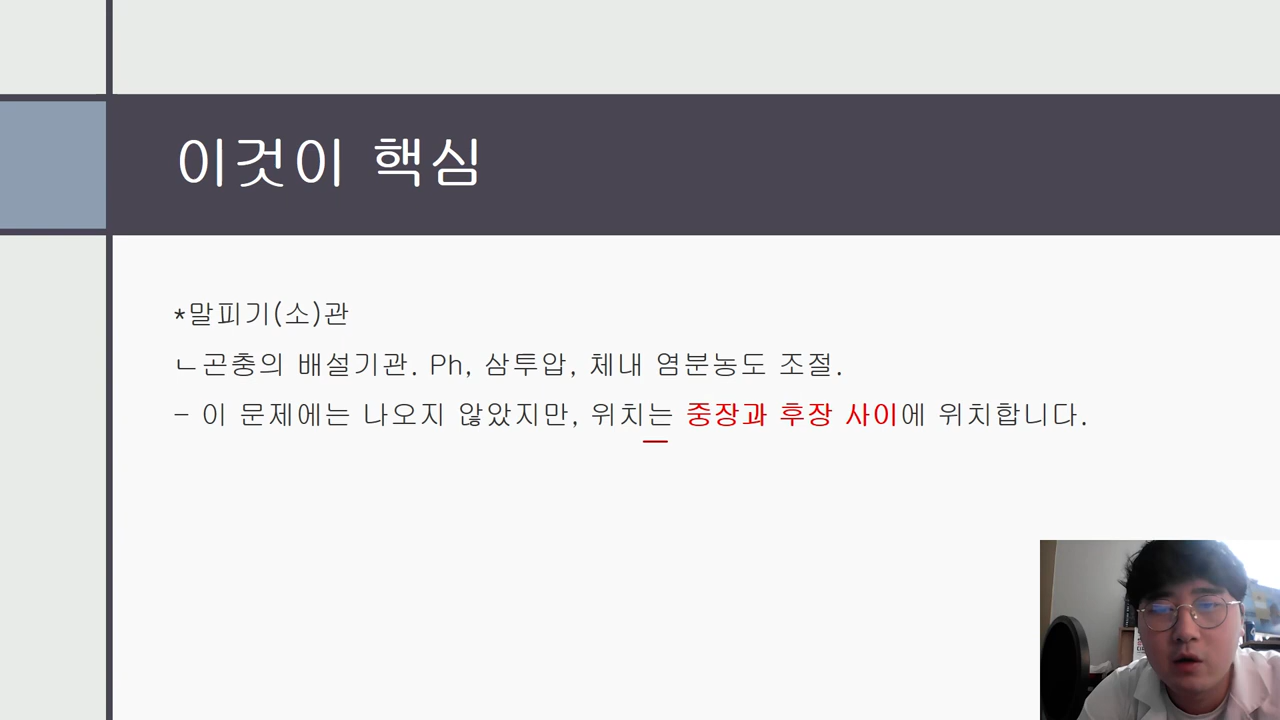 이것이 핵심
*말피기(소)관
ㄴ곤충의 배설기관. Ph, 삼투압, 체내 염분농도 조절.
- 이 문제에는 나오지 않았지만, 위치는 중장과 후장 사이에 위치합니다.